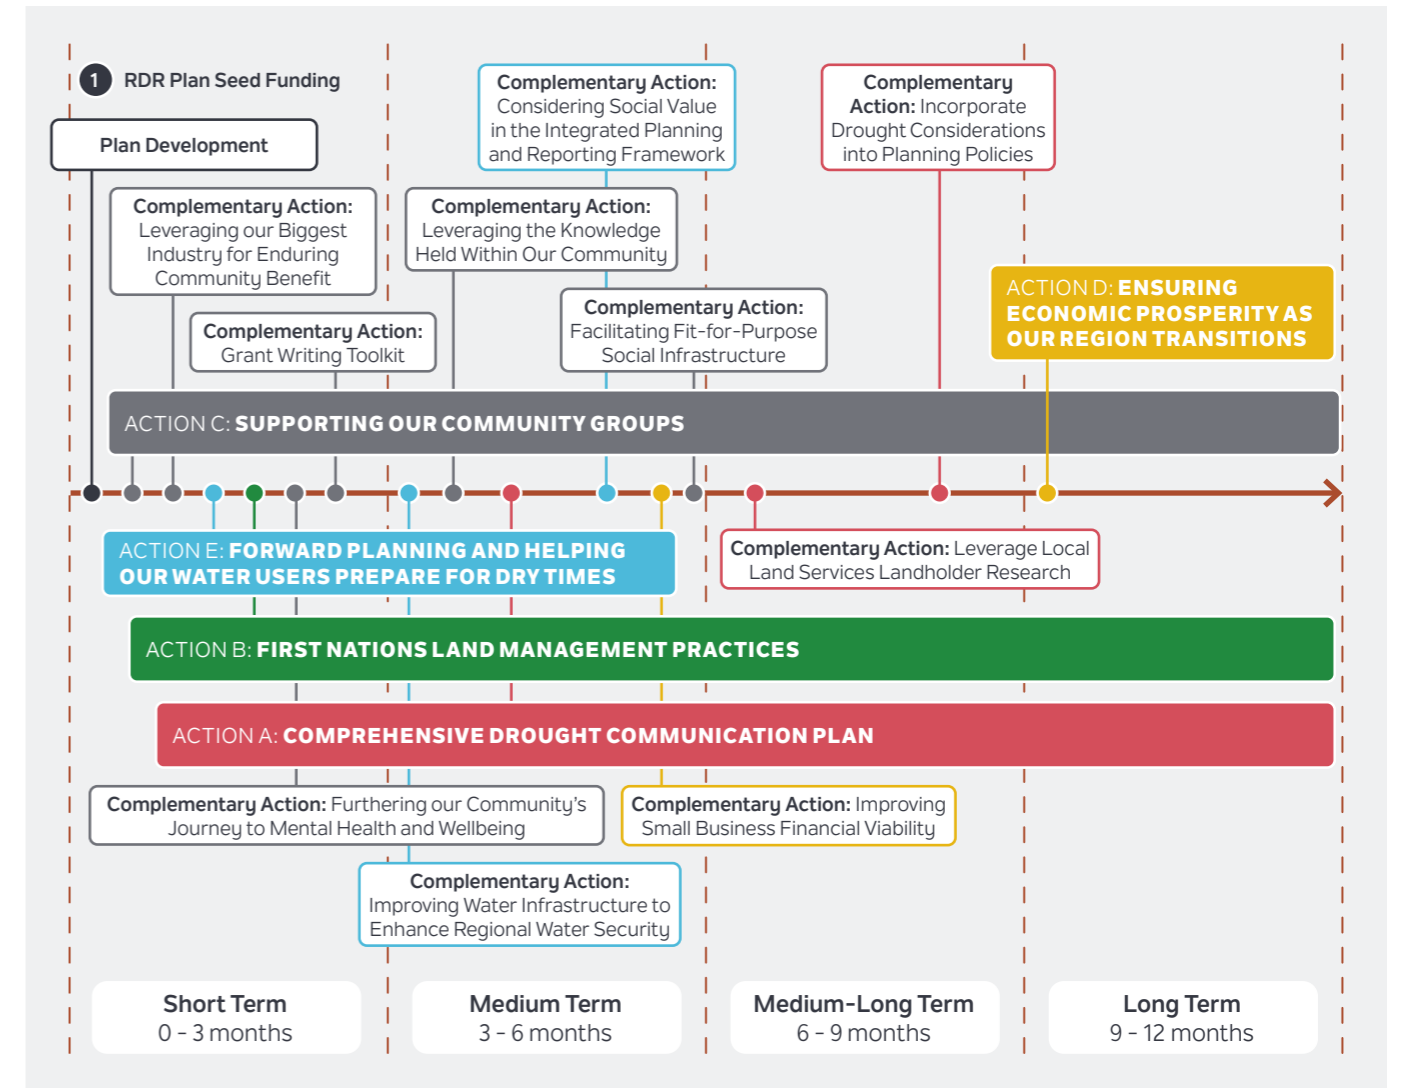 1 RDR Plan Seed Funding
Plan Development
Complementary Action:
Leveraging our Biggest
Industry for Enduring
Community Benefit
Complementary Action:
Grant Writing Toolkit
Complementary Action:
Considering Social Value
in the Integrated Planning
and Reporting Framework
Complementary Action:
Leveraging the Knowledge
Held Within Our Community
Complementary Action:
Facilitating Fit-for-Purpose
Social Infrastructure
Complementary
Action: Incorporate
Drought Considerations
into Planning Policies
ACTION D: ENSURING
ECONOMIC PROSPERITY AS
OUR REGION TRANSITIONS
ACTION C: SUPPORTING OUR COMMUNITY GROUPS
ACTION E: FORWARD PLANNING AND HELPING
OUR WATER USERS PREPARE FOR DRY TIMES
Complementary Action: Leverage Local
Land Services Landholder Research
ACTION B: FIRST NATIONS LAND MANAGEMENT PRACTICES
ACTION A: COMPREHENSIVE DROUGHT COMMUNICATION PLAN
Complementary Action: Furthering our Community's
Journey to Mental Health and Wellbeing
Complementary Action: Improving
Small Business Financial Viability
Complementary Action:
Improving Water Infrastructure to
Enhance Regional Water Security
Short Term
0 - 3 months
Medium Term
3 - 6 months
Medium-Long Term
6 - 9 months
Long Term
9 - 12 months